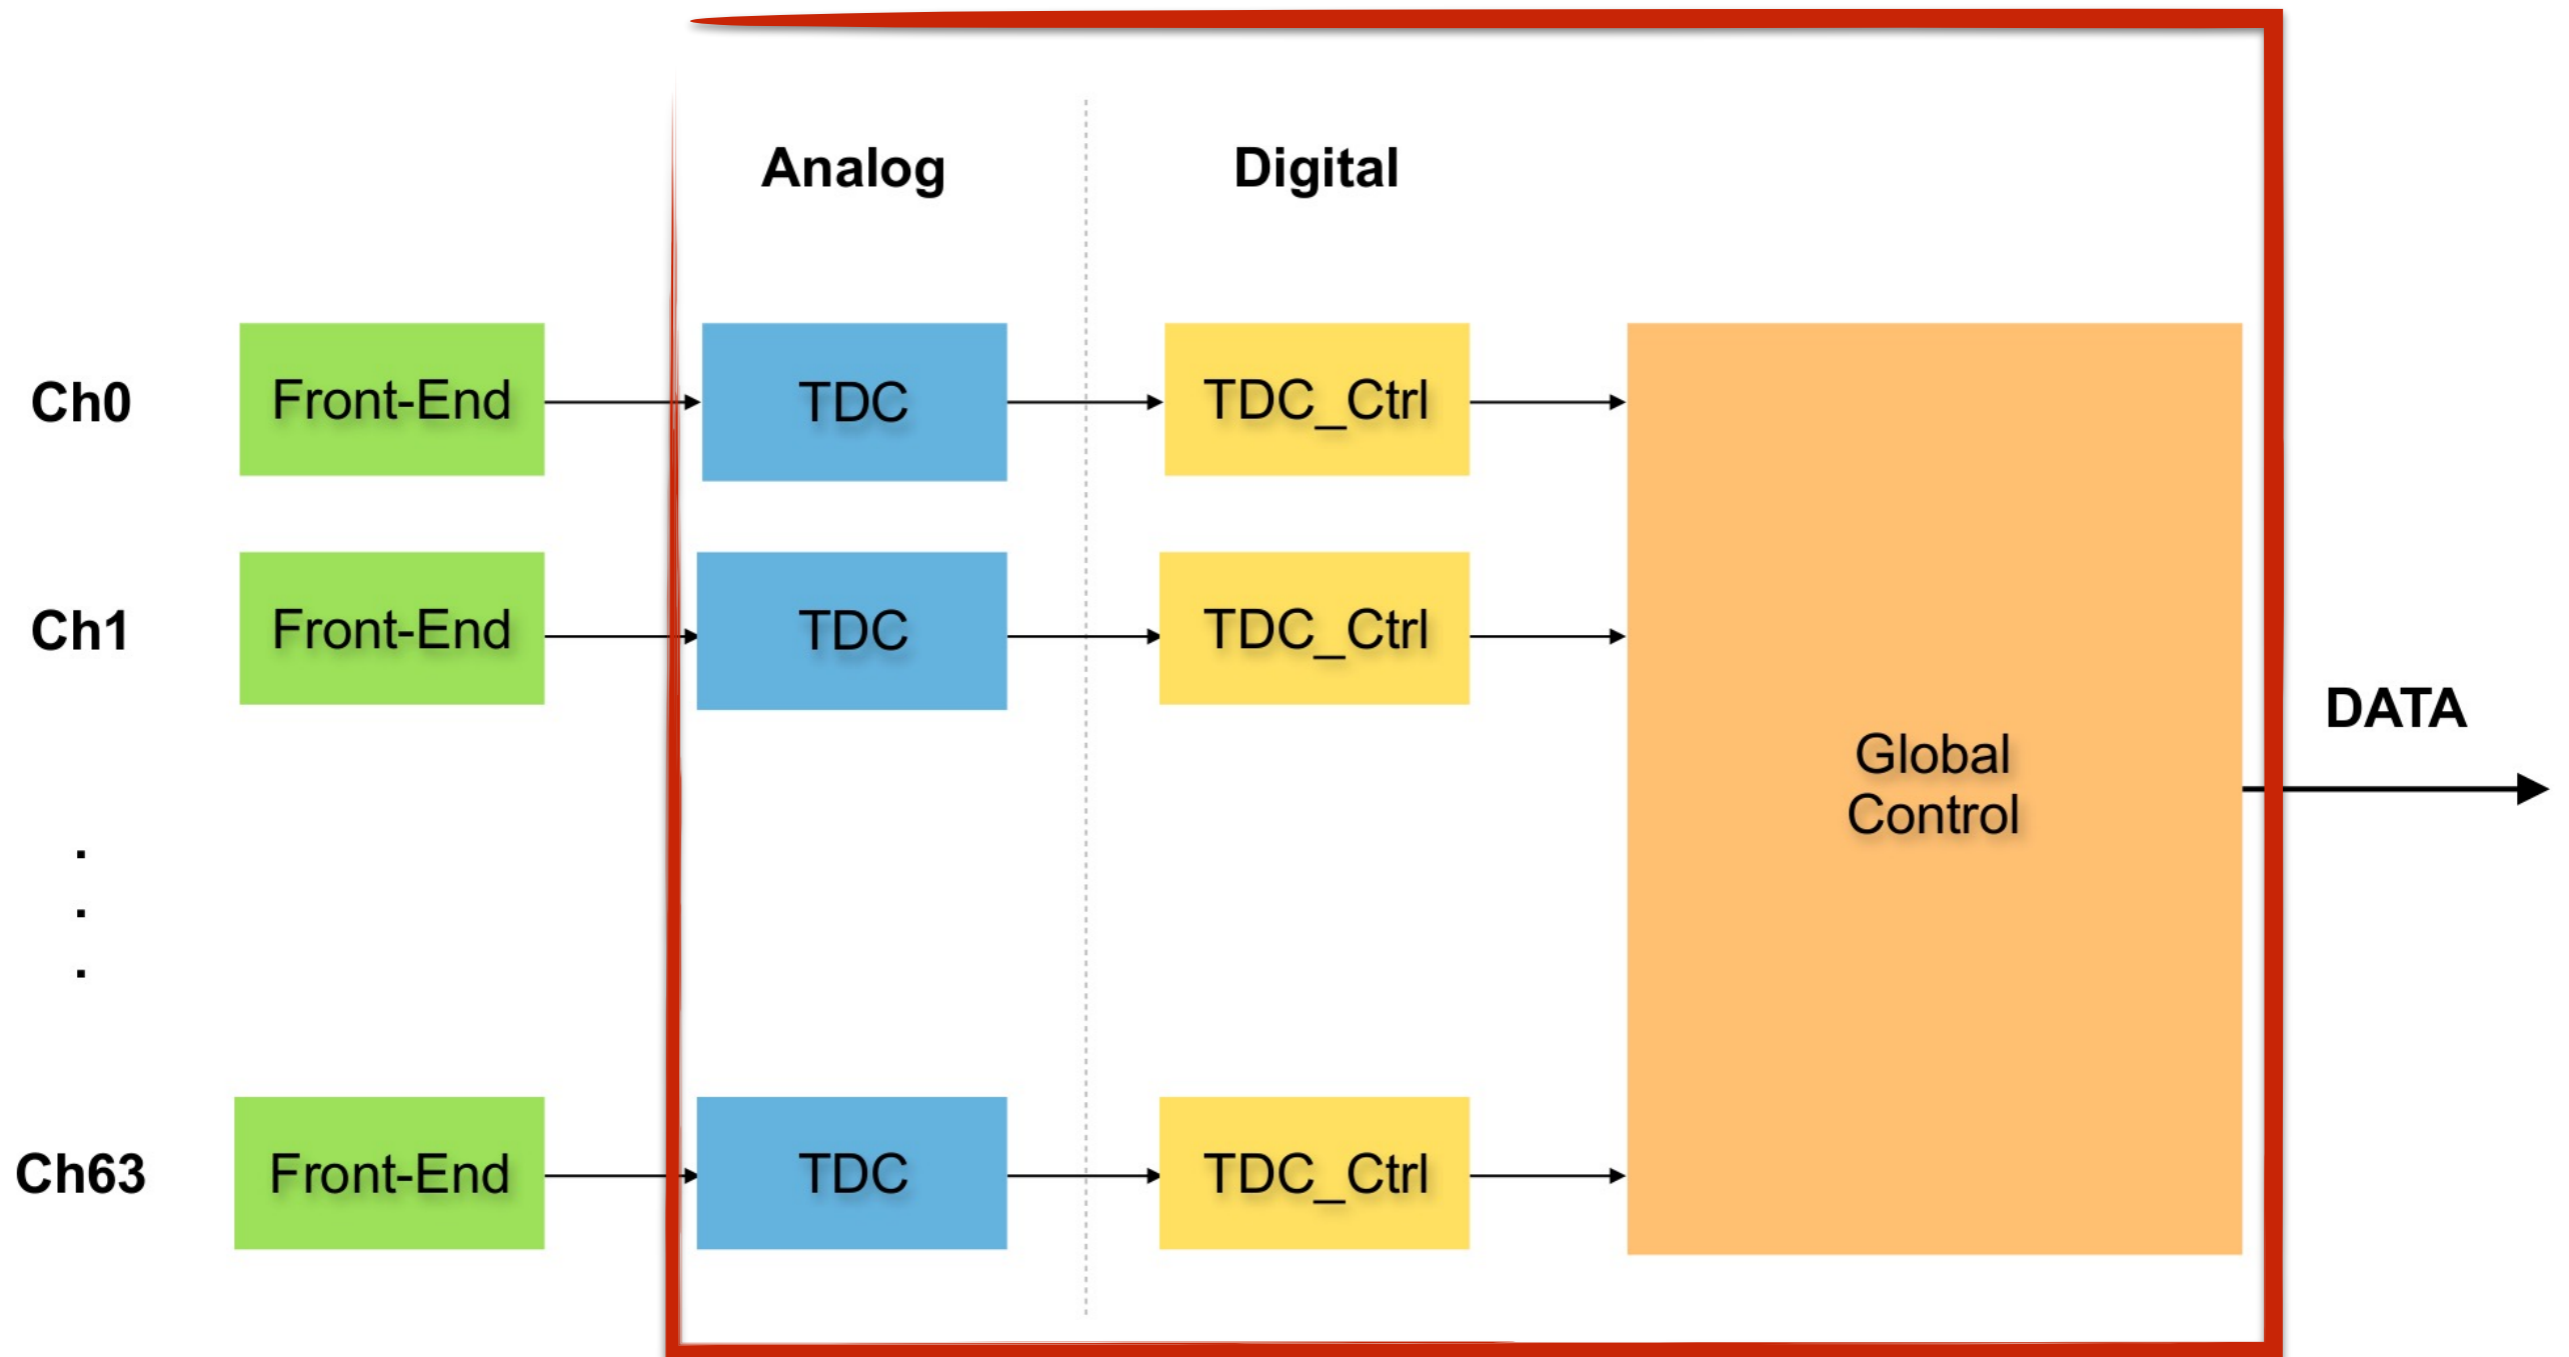 Analog
Digital
Ch0
Front-End
TDC
TDC_Ctrl
Ch1
Front-End
TDC
TDC_Ctrl
Global
Control
DATA
.
.
.
Ch63
Front-End
TDC
TDC_Ctrl